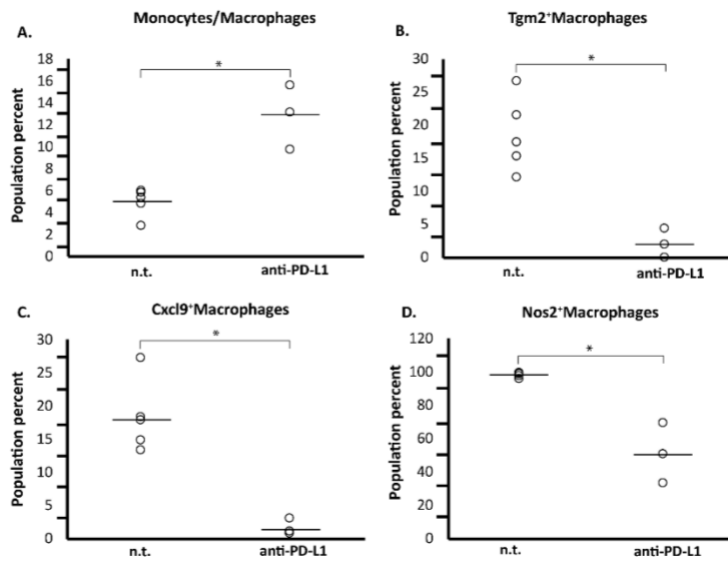 A.
Monocytes/Macrophages
18
16
14
12
10
8
6
4
2
0
Population percent
*
n.t.
anti-PD-L1
B.
Tgm2⁺Macrophages
30
25
20
15
10
5
0
Population percent
*
n.t.
anti-PD-L1
C.
Cxcl9⁺Macrophages
30
20
15
10
5
0
Population percent
*
n.t.
anti-PD-L1
D.
Nos2⁺Macrophages
120
100
80
60
40
20
0
Population percent
*
n.t.
anti-PD-L1